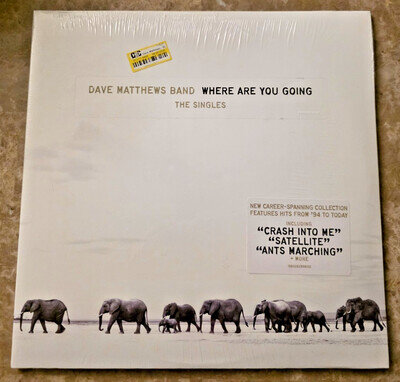 DAVE MATTHEWS BAND WHERE ARE YOU GOING
THE SINGLES
NEW CAREER-SPANNING COLLECTION
FEATURES HITS FROM '94 TO TODAY
INCLUDING
"CRASH INTO ME"
"SATELLITE"
"ANTS MARCHING"
+ MORE